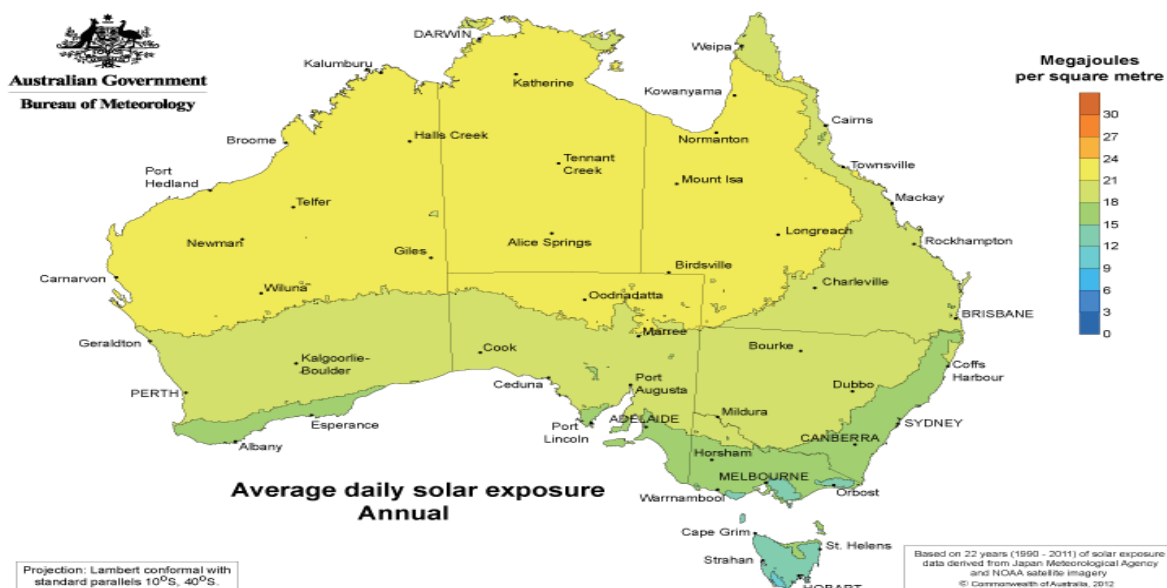 Australian Government
Bureau of Meteorology
DARWIN
Kalumburu
Katherine
Weipa
Kowanyama
Cairns
Normanton
Broome
Halls Creek
Tennant
Creek
Townsville
Port
Hedland
Mount Isa
Mackay
Telfer
Newman
Giles
Alice Springs
Longreach
Rockhampton
Carnarvon
Wiluna
Birdsville
Oodnadatta
Charleville
BRISBANE
Geraldton
Marree
Bourke
Kalgoorlie-
Boulder
Cook
Coffs
Harbour
PERTH
Ceduna
Port
Augusta
Dubbo
Esperance
Albany
Port
Lincoln
ADELAIDE
Mildura
SYDNEY
CANBERRA
Horsham
MELBOURNE
Warrnambool
Orbost
Cape Grim
St. Helens
Strahan
HOBART
Megajoules
per square metre
30
27
24
21
18
15
12
9
6
3
0
Average daily solar exposure
Annual
Projection: Lambert conformal with
standard parallels 10°S, 40°S.
Based on 22 years (1990 - 2011) of solar exposure
data derived from Japan Meteorological Agency
and NOAA satellite imagery
© Commonwealth of Australia, 2012